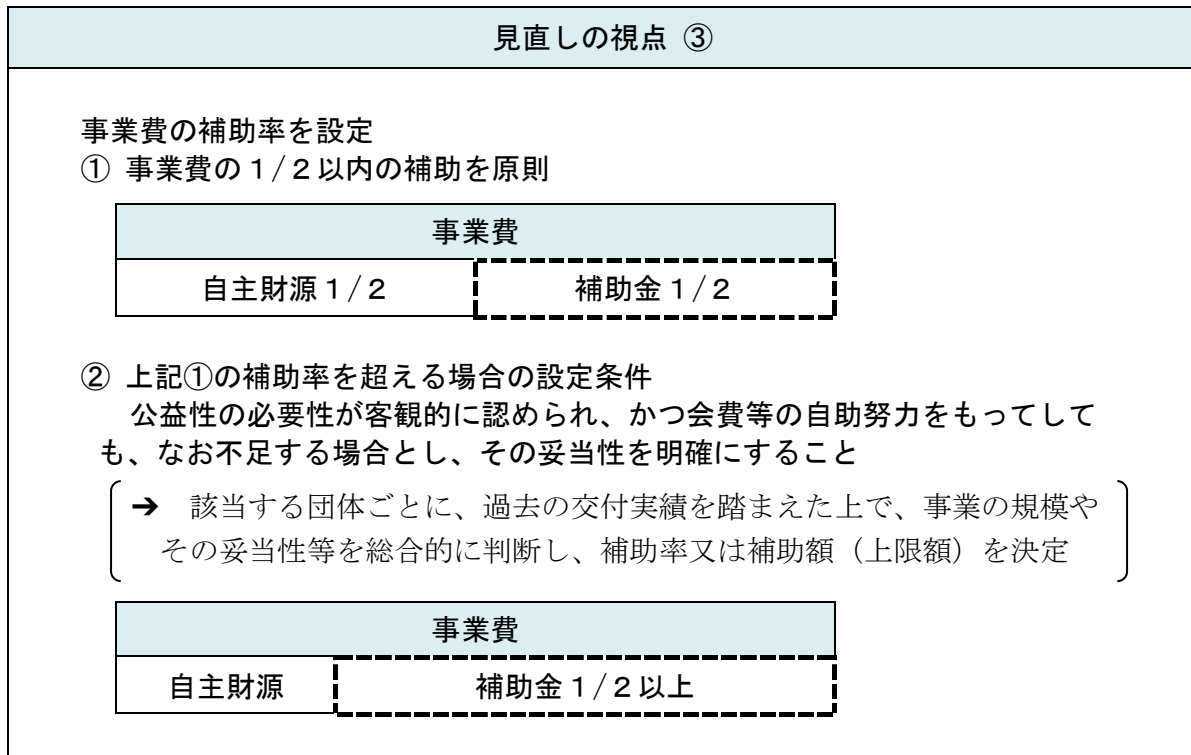 見直しの視点 ③
事業費の補助率を設定
① 事業費の1/2以内の補助を原則
事業費
自主財源1/2 補助金1/2
② 上記①の補助率を超える場合の設定条件
公益性の必要性が客観的に認められ、かつ会費等の自助努力をもってして
も、なお不足する場合とし、その妥当性を明確にすること
➔ 該当する団体ごとに、過去の交付実績を踏まえた上で、事業の規模や
その妥当性等を総合的に判断し、補助率又は補助額（上限額）を決定
事業費
自主財源 補助金1/2以上